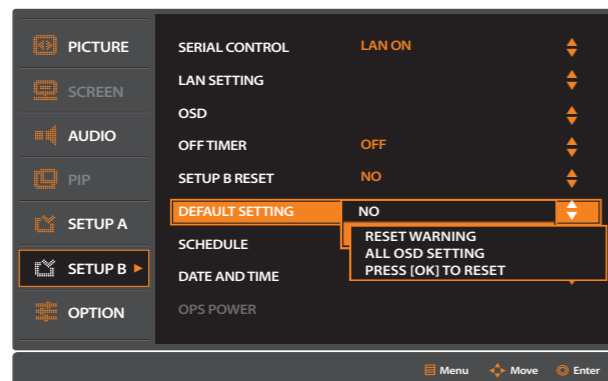 PICTURE
SCREEN
AUDIO
PIP
SETUP A
SETUP B
OPTION
SERIAL CONTROL LAN ON
LAN SETTING
OSD
OFF TIMER OFF
SETUP B RESET NO
DEFAULT SETTING NO
RESET WARNING
ALL OSD SETTING
PRESS [OK] TO RESET
SCHEDULE
DATE AND TIME
OPS POWER
Menu Move Enter